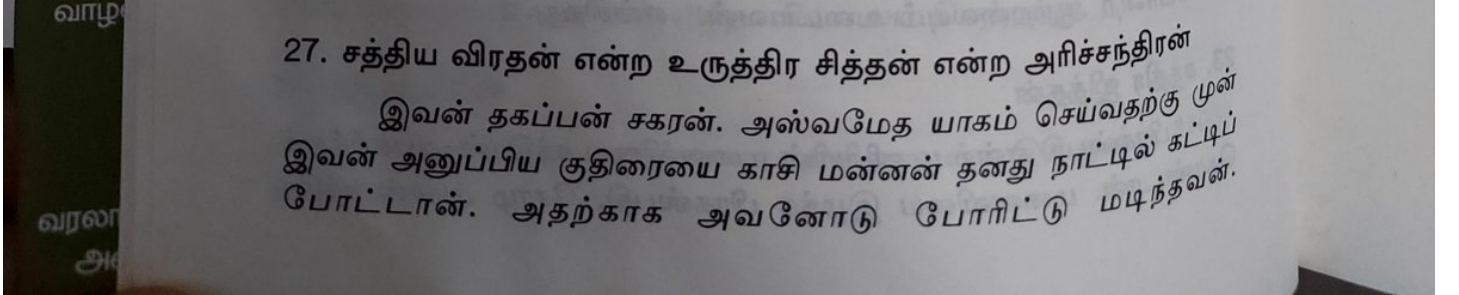 27. சத்திய விரதன் என்ற உருத்திர சித்தன் என்ற அரிச்சந்திரன்
இவன் தகப்பன் சகரன். அஸ்வமேத யாகம் செய்வதற்கு முன்
இவன் அனுப்பிய குதிரையை காசி மன்னன் தனது நாட்டில் கட்டிப்
போட்டான். அதற்காக அவனோடு போரிட்டு மடிந்தவன்.